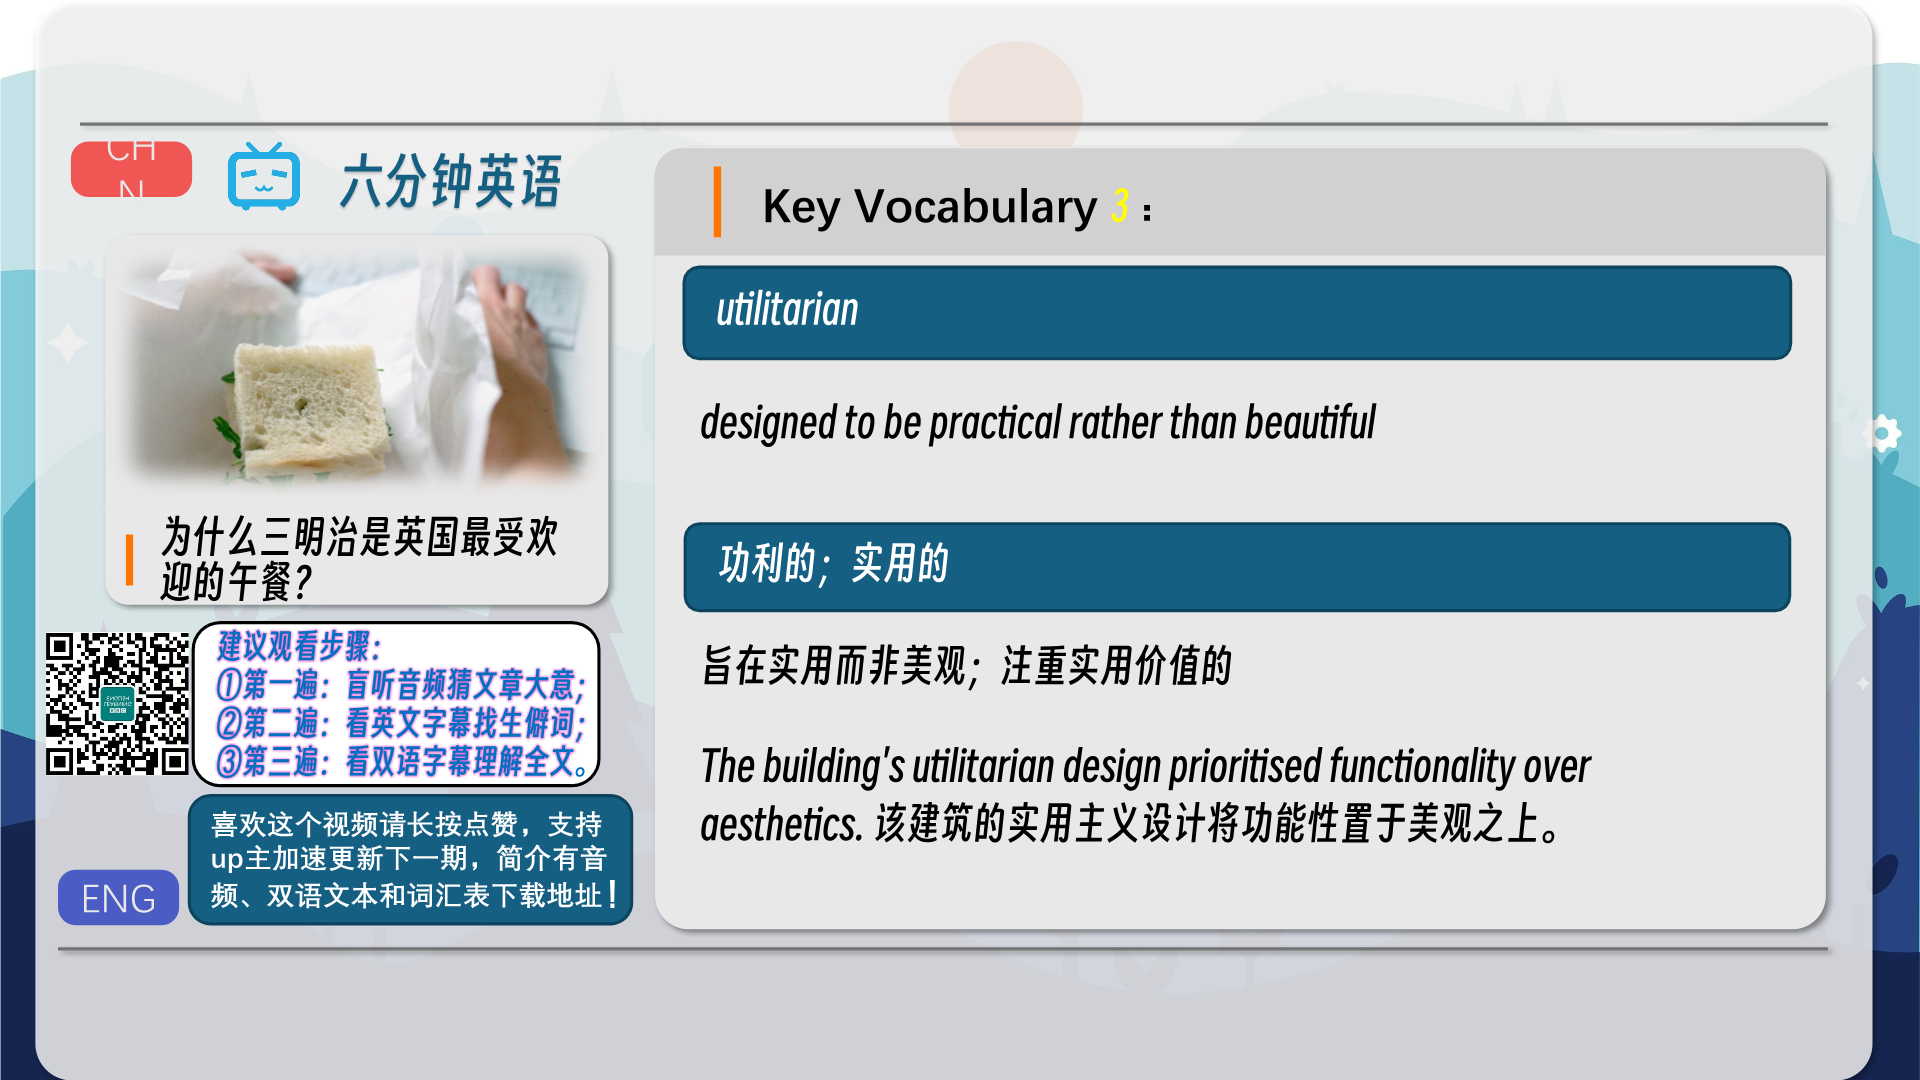 CH
N
六分钟英语
为什么三明治是英国最受欢
迎的午餐？
建议观看步骤：
①第一遍：盲听音频猜文章大意；
②第二遍：看英文字幕找生僻词；
③第三遍：看双语字幕理解全文。
喜欢这个视频请长按点赞，支持
up主加速更新下一期，简介有音
频、双语文本和词汇表下载地址！
ENG
Key Vocabulary 3：
utilitarian
designed to be practical rather than beautiful
功利的；实用的
旨在实用而非美观；注重实用价值的
The building's utilitarian design prioritised functionality over
aesthetics. 该建筑的实用主义设计将功能性置于美观之上。